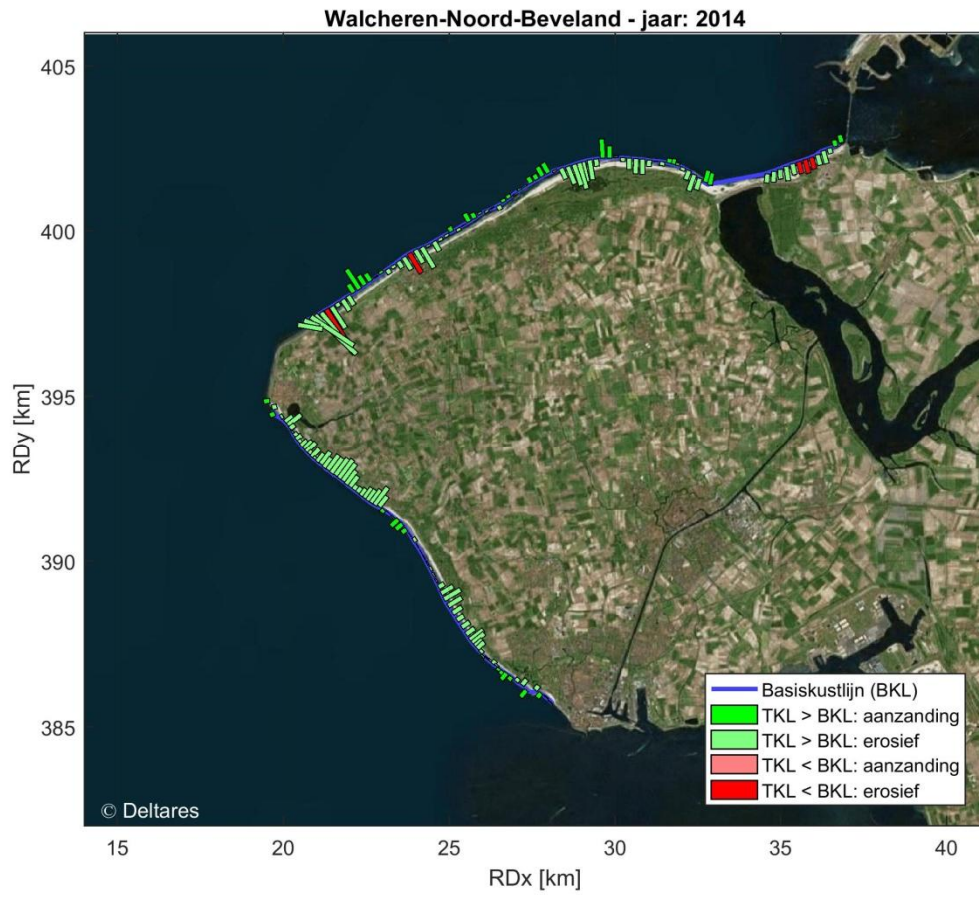 Walcheren-Noord-Beveland - jaar: 2014
405
400
395
390
385
RDy [km]
Basiskustlijn (BKL)
TKL > BKL: aanzanding
TKL > BKL: erosief
TKL < BKL: aanzanding
TKL < BKL: erosief
© Deltares
15 20 25 30 35 40
RDx [km]